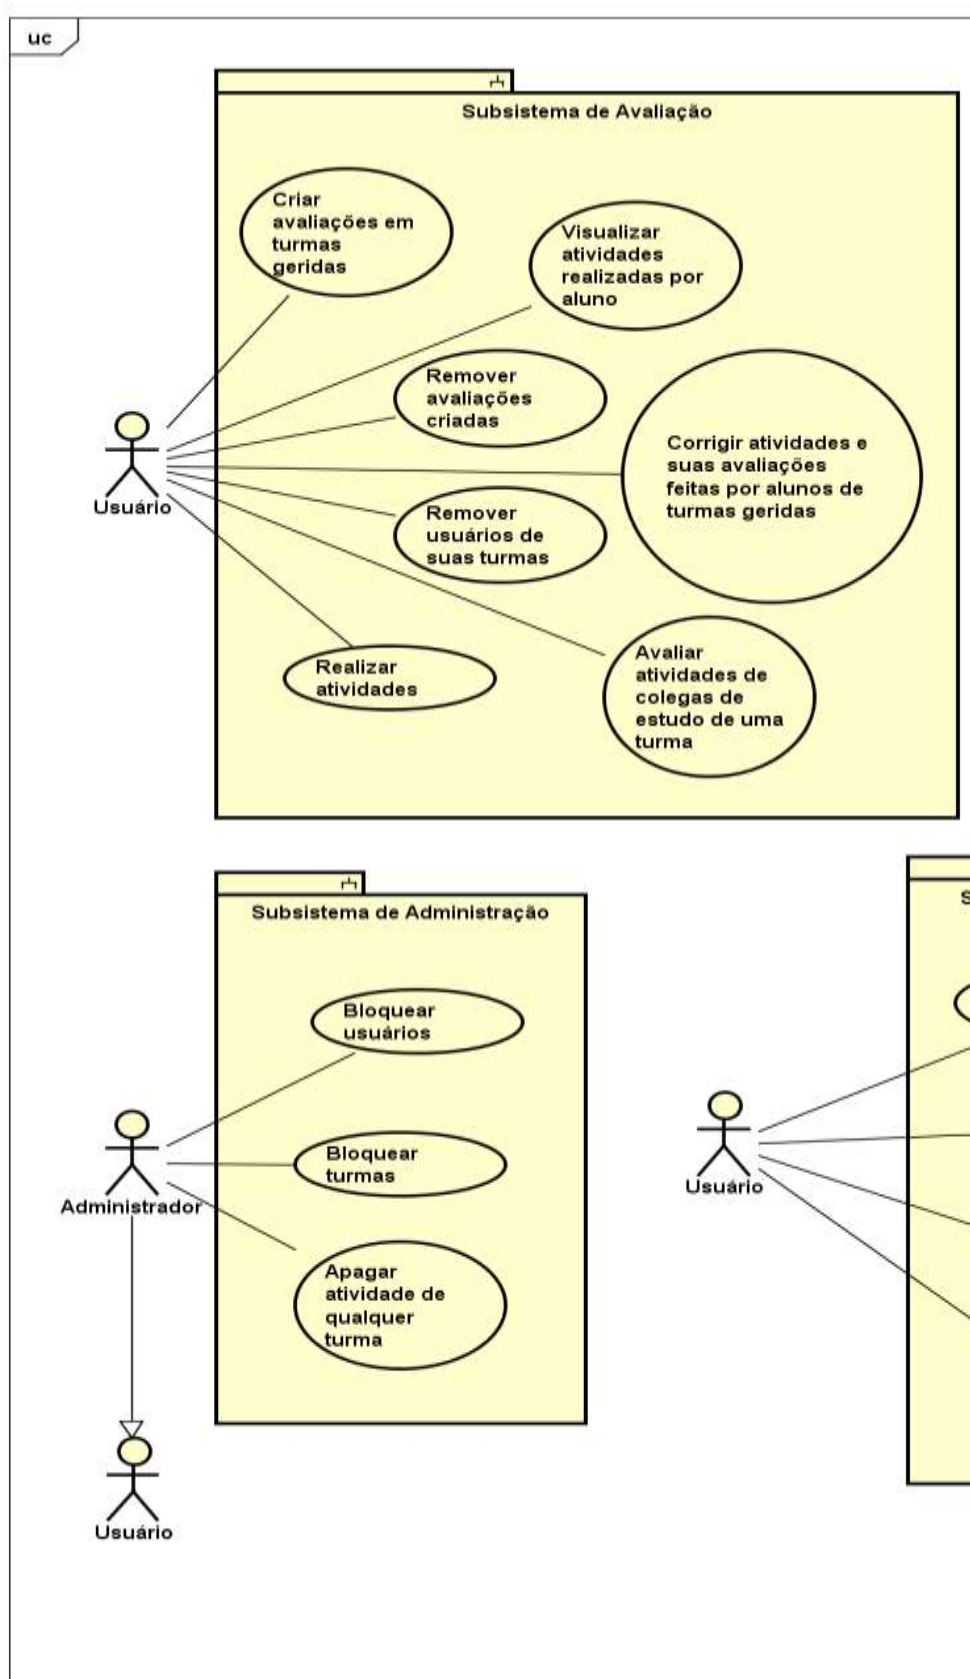 uc
Subsistema de Avaliação
Criar
avaliações em
turmas
geridas
Visualizar
atividades
realizadas por
aluno
Remover
avaliações
criadas
Corrigir atividades e
suas avaliações
feitas por alunos de
turmas geridas
Usuário
Remover
usuários de
suas turmas
Realizar
atividades
Avaliar
atividades de
colegas de
estudo de uma
turma
Subsistema de Administração
S
Bloquear
usuários
Bloquear
turmas
Administrador
Usuário
Apagar
atividade de
qualquer
turma
Usuário